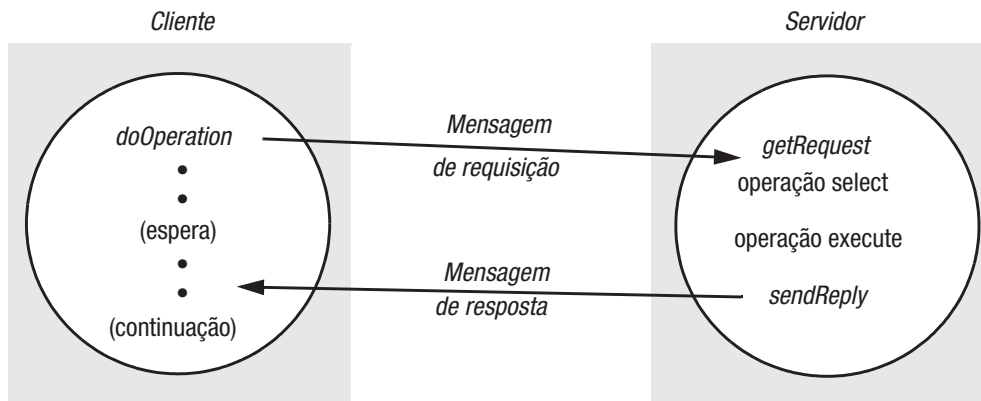 Cliente
Servidor
doOperation
(espera)
(continuação)
Mensagem
de requisição
Mensagem
de resposta
getRequest
operação select
operação execute
sendReply